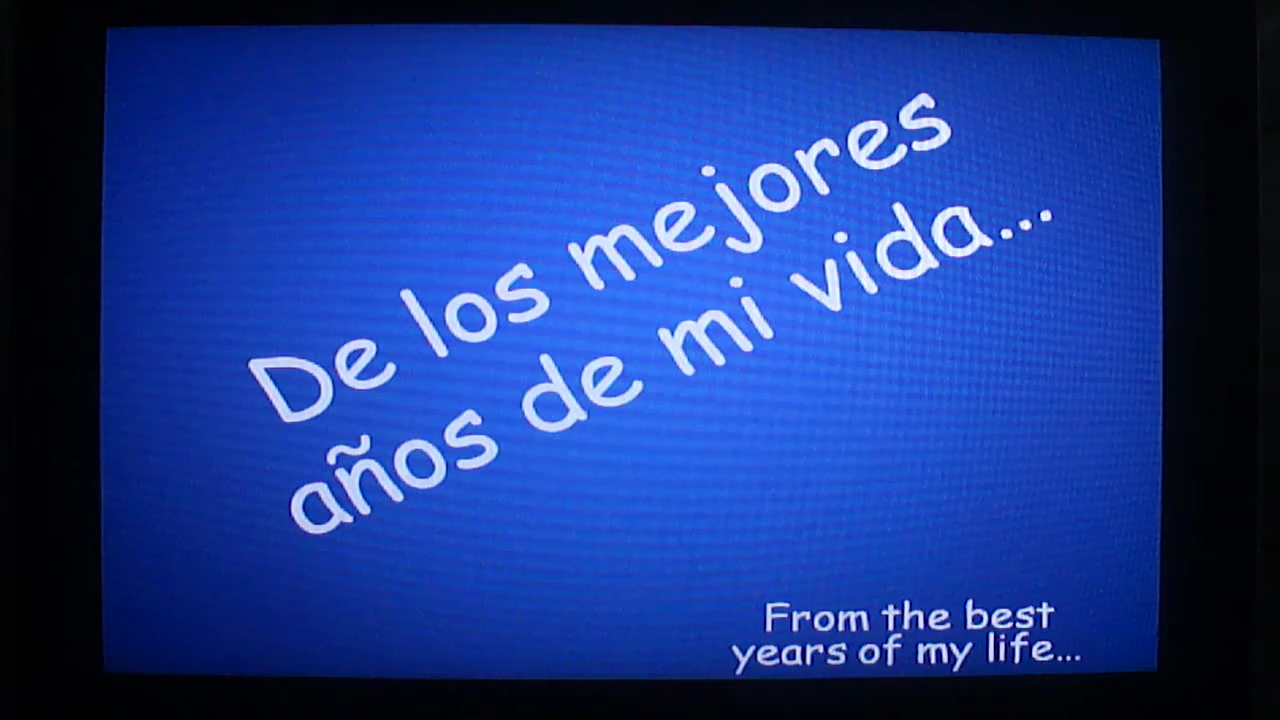 De los mejores
años de mi vida...
From the best
years of my life...